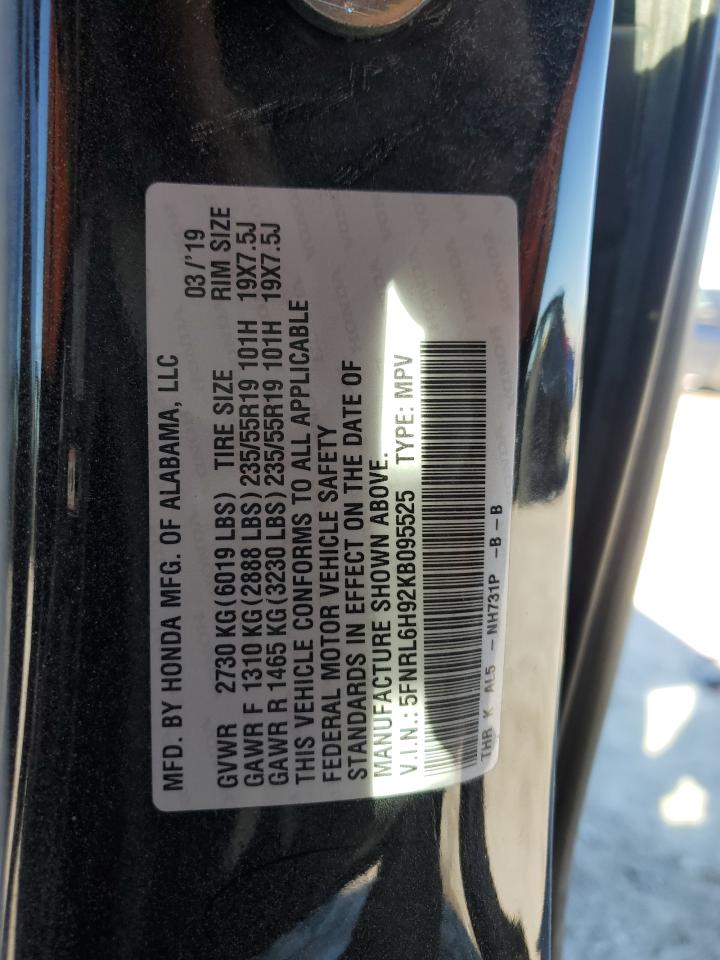 MFD. BY HONDA MFG. OF ALABAMA, LLC 03/'19
GVWR 2730 KG(6019 LBS) TIRE SIZE RIM SIZE
GAWR F 1310 KG(2888 LBS)235/55R19 101H 19X7.5J
GAWR R 1465 KG(3230 LBS)235/55R19 101H 19X7.5J
THIS VEHICLE CONFORMS TO ALL APPLICABLE
FEDERAL MOTOR VEHICLE SAFETY
STANDARDS IN EFFECT ON THE DATE OF
MANUFACTURE SHOWN ABOVE.
V.I.N.: 5FNRL6H92KB095525 TYPE: MPV
THR K AL5 - NH731P -B-B